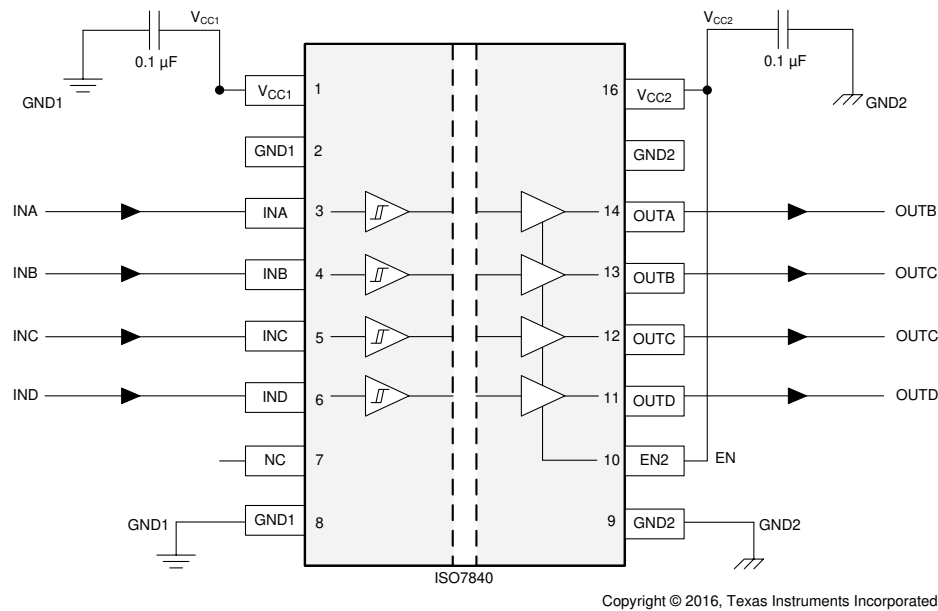 VCC1 VCC2
0.1 µF 0.1 µF
GND1 GND2
VCC1 1 16 VCC2
GND1 2 GND2
INA INA 3 14 OUTA OUTB
INB INB 4 13 OUTB OUTC
INC INC 5 12 OUTC OUTC
IND IND 6 11 OUTD OUTD
NC 7 10 EN2 EN
GND1 GND1 8 9 GND2 GND2
ISO7840
Copyright © 2016, Texas Instruments Incorporated